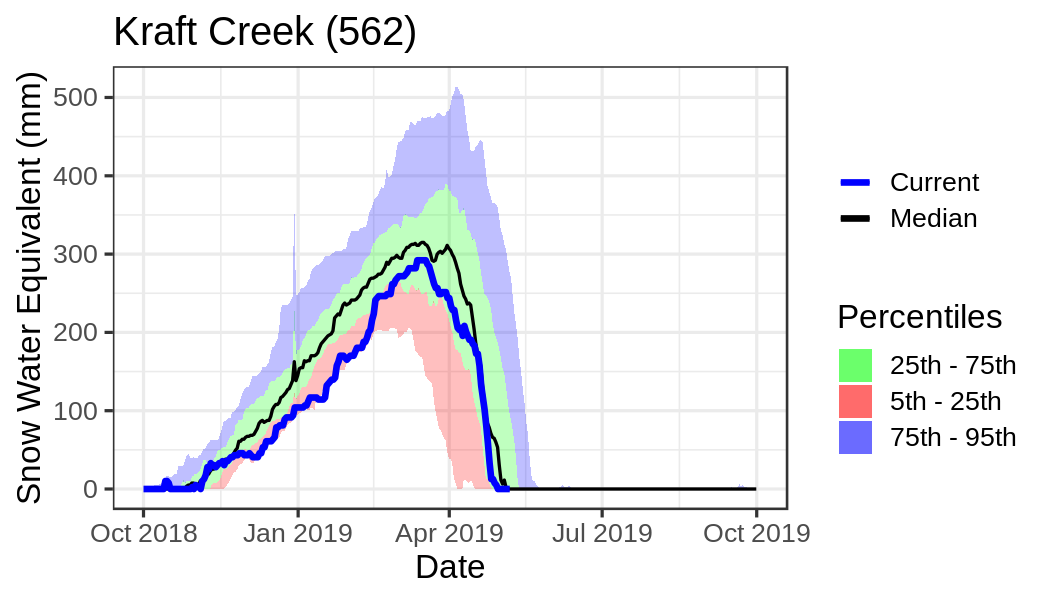 Kraft Creek (562)
Snow Water Equivalent (mm)
500
400
300
200
100
0
Oct 2018
Jan 2019
Apr 2019
Jul 2019
Oct 2019
Date
Current
Median
Percentiles
25th - 75th
5th - 25th
75th - 95th